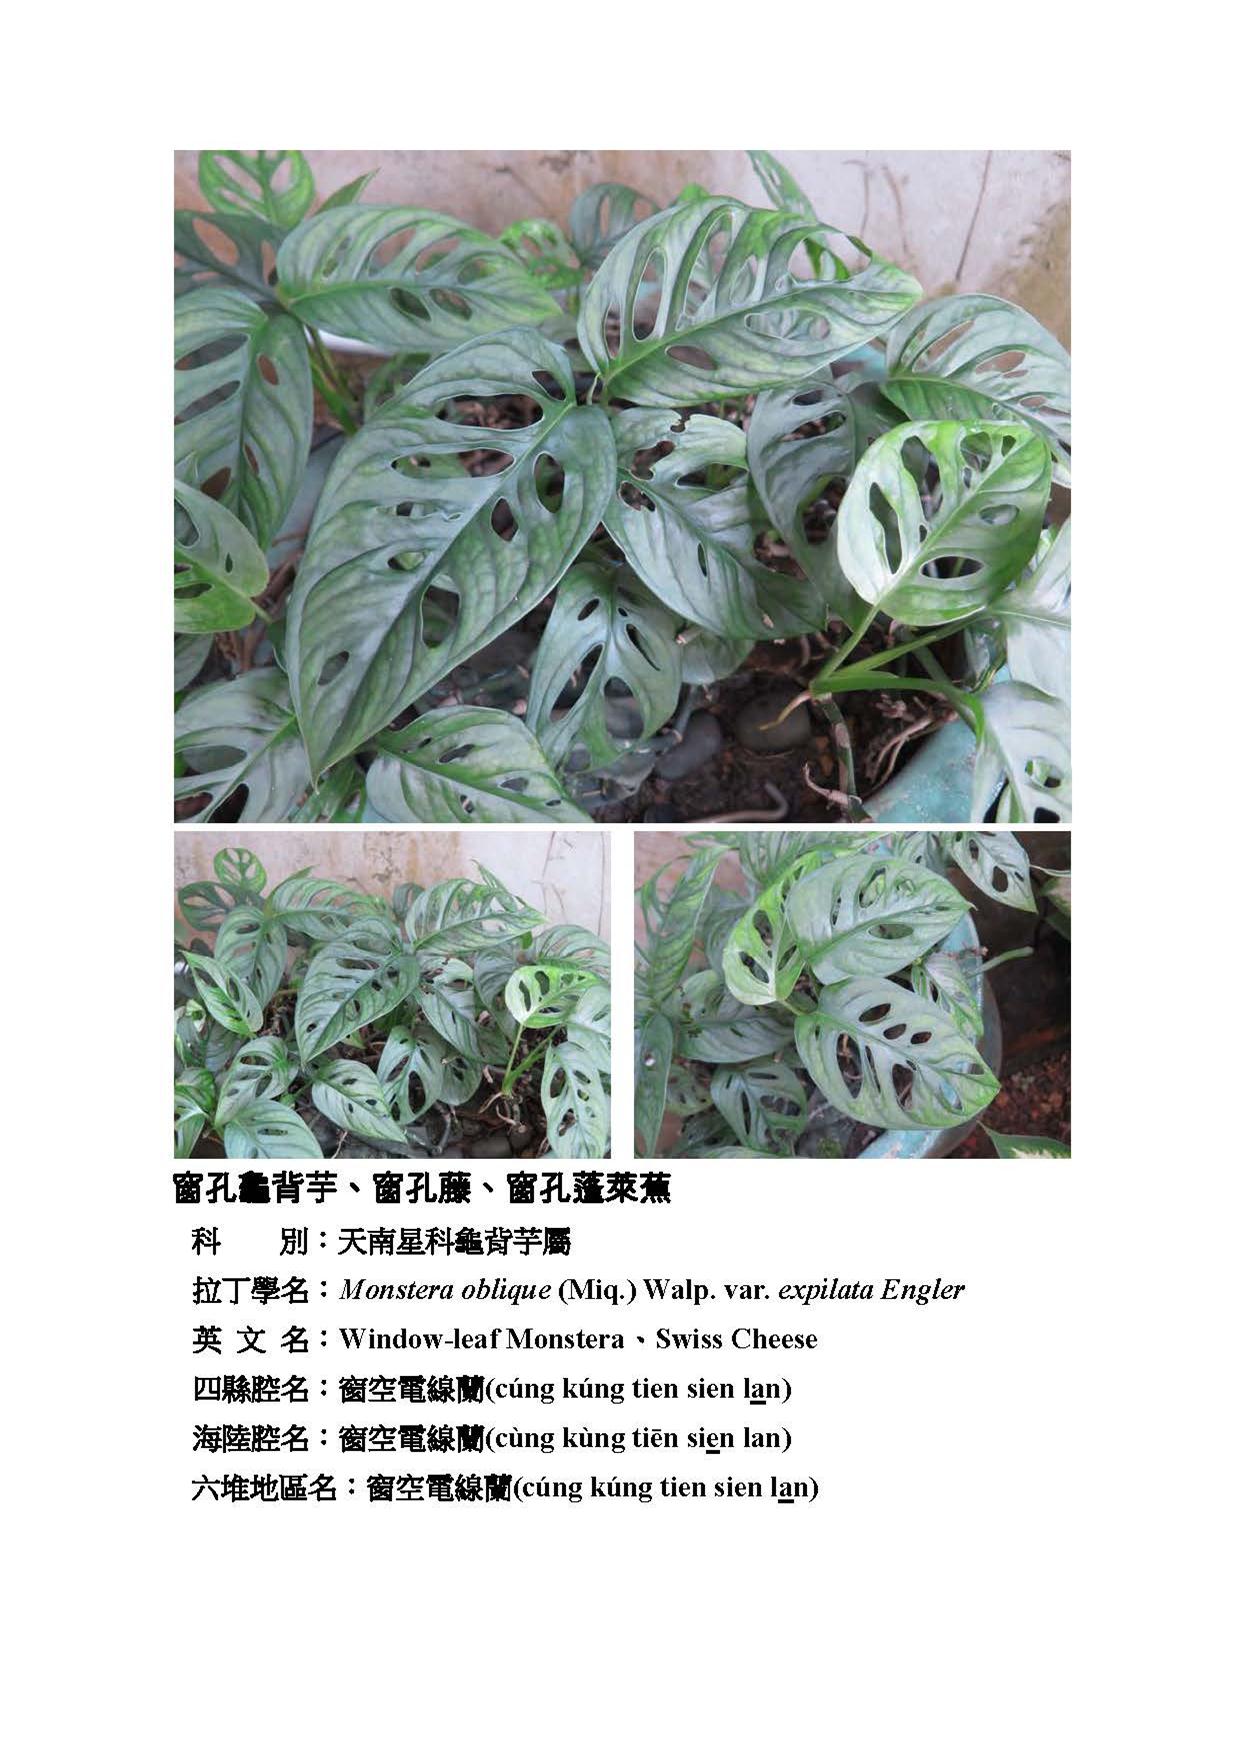 窗孔龜背芋、窗孔藤、窗孔蓬萊蕉
科　　別：天南星科龜背芋屬
拉丁學名：Monstera oblique (Miq.) Walp. var. expilata Engler
英 文 名：Window-leaf Monstera、Swiss Cheese
四縣腔名：窗空電線蘭(cúng kúng tien sien lan)
海陸腔名：窗空電線蘭(cùng kùng tiēn sien lan)
六堆地區名：窗空電線蘭(cúng kúng tien sien lan)